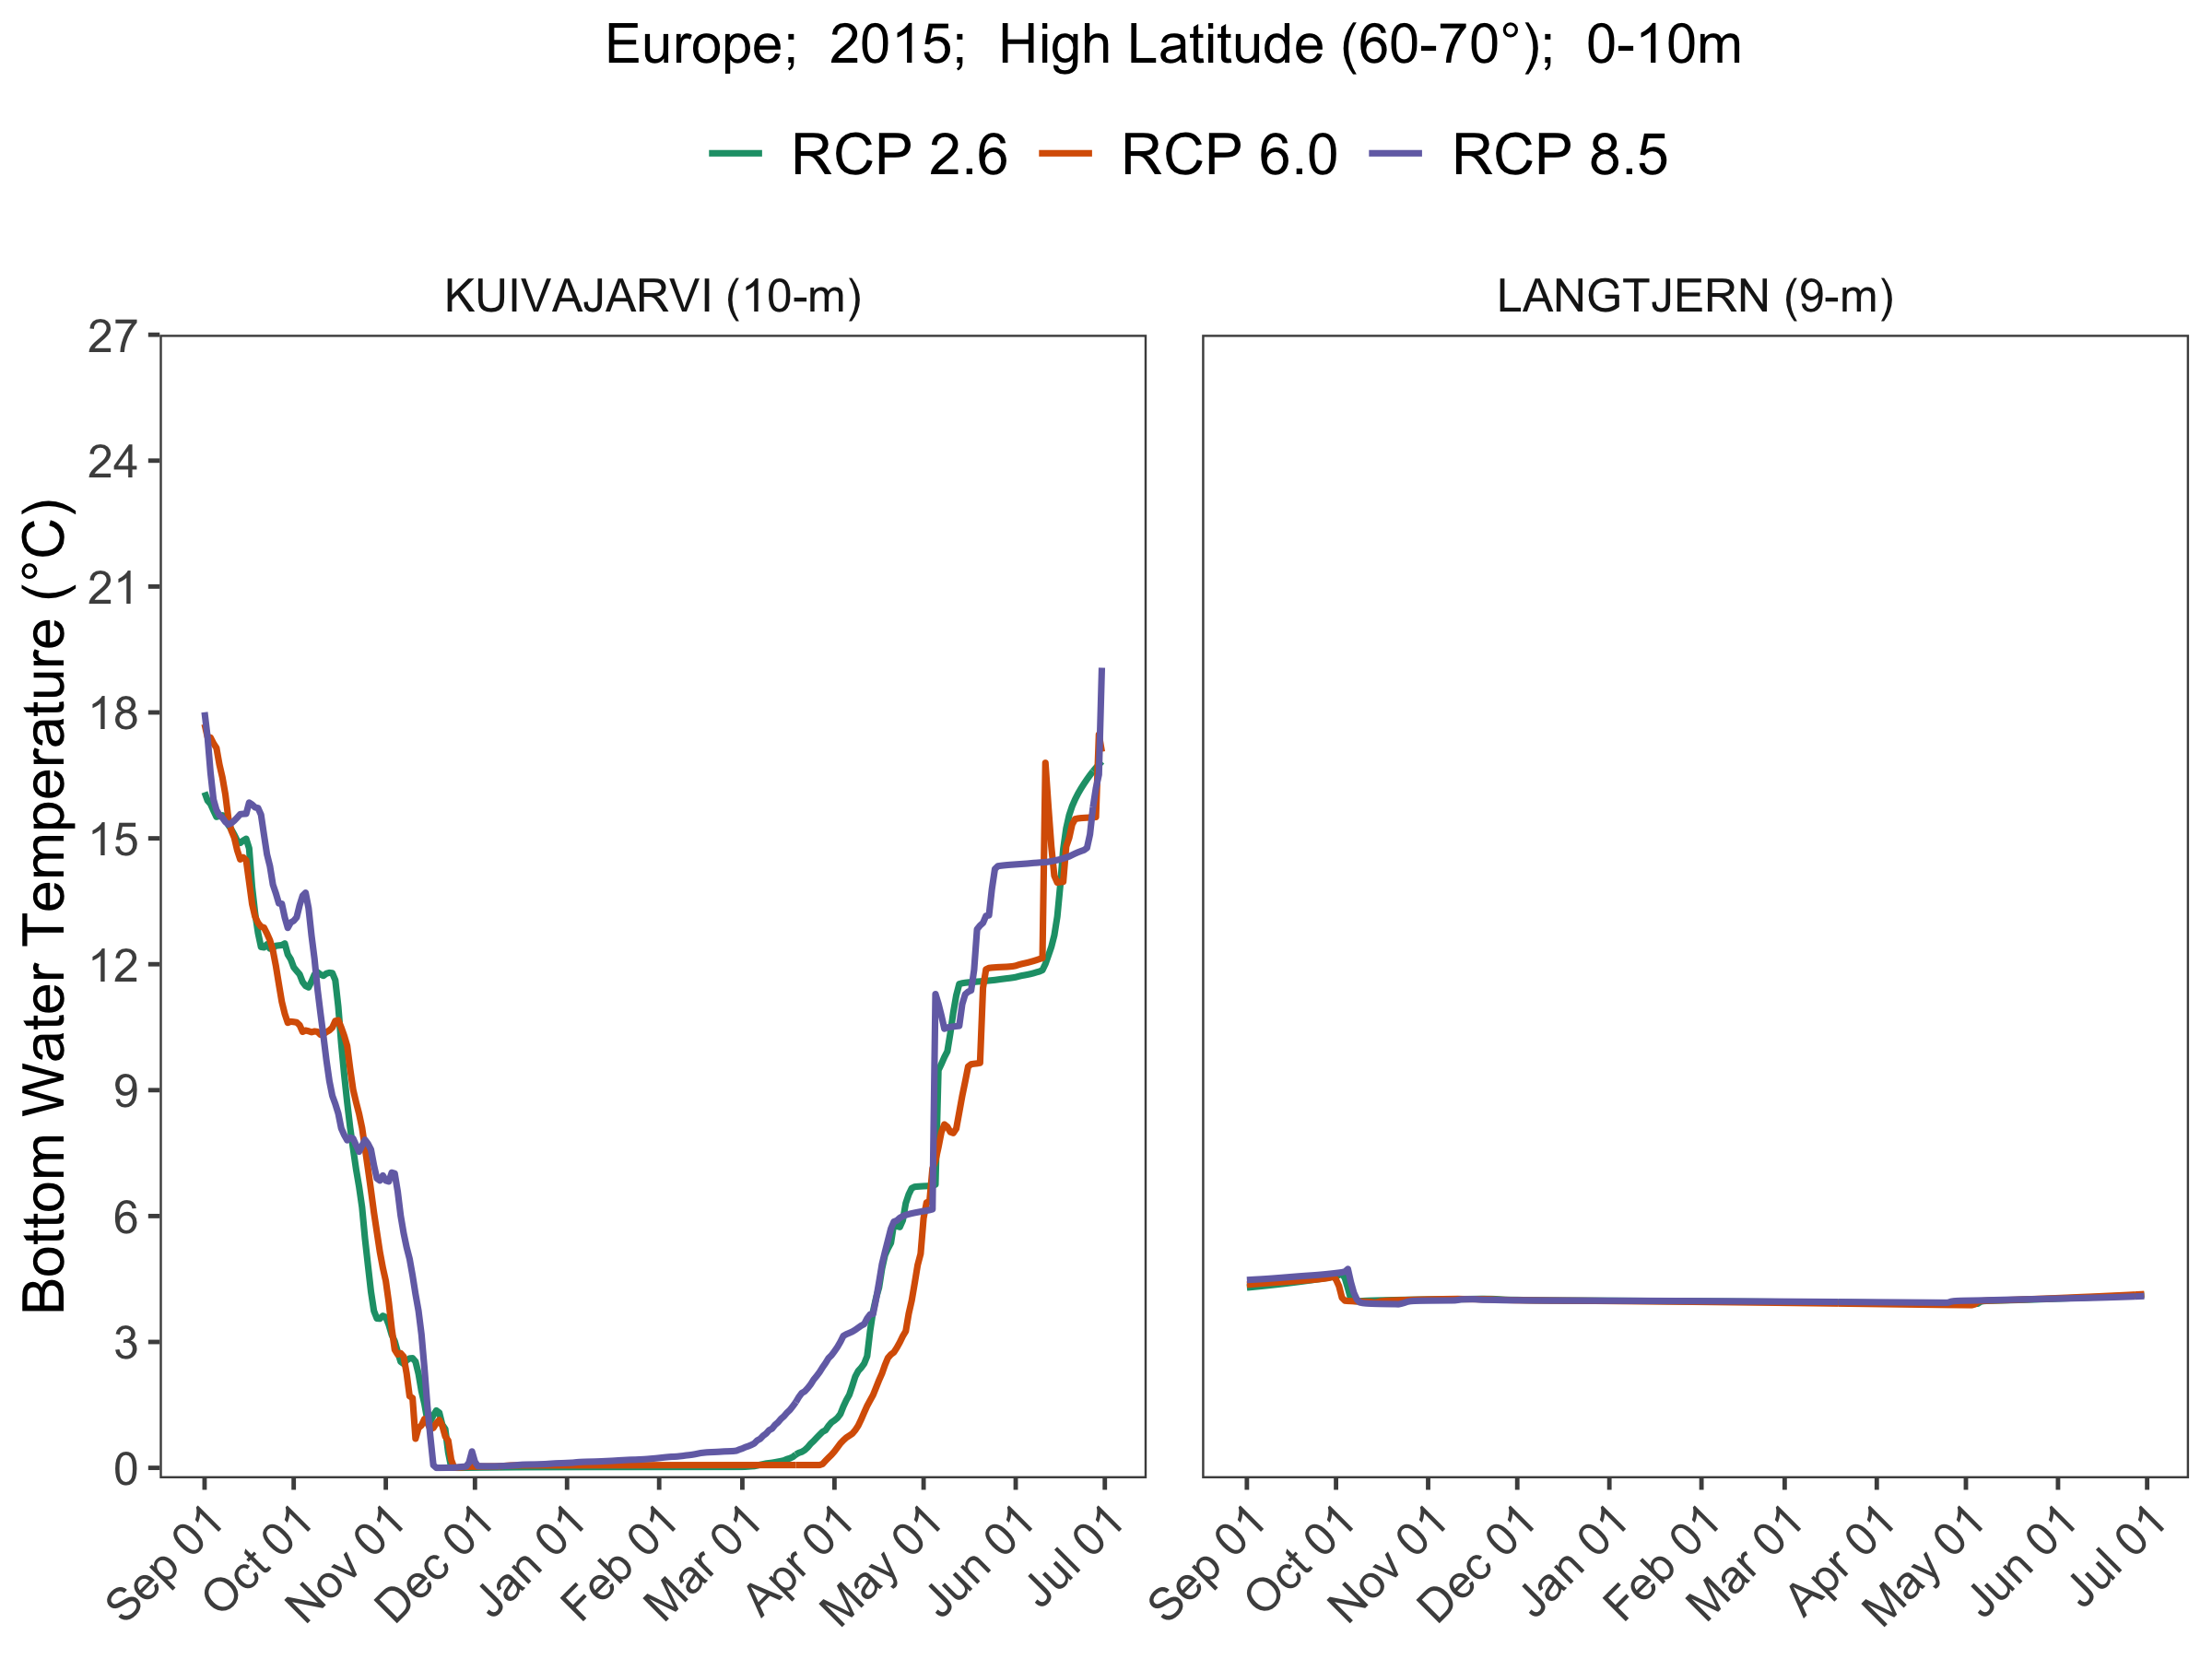 Europe;  2015;  High Latitude (60-70°);  0-10m
RCP 2.6 RCP 6.0 RCP 8.5
KUIVAJARVI (10-m)
LANGTJERN (9-m)
Bottom Water Temperature (°C)
27
24
21
18
15
12
9
6
3
0
Sep 01 Oct 01 Nov 01 Dec 01 Jan 01 Feb 01 Mar 01 Apr 01 May 01 Jun 01 Jul 01
Sep 01 Oct 01 Nov 01 Dec 01 Jan 01 Feb 01 Mar 01 Apr 01 May 01 Jun 01 Jul 01